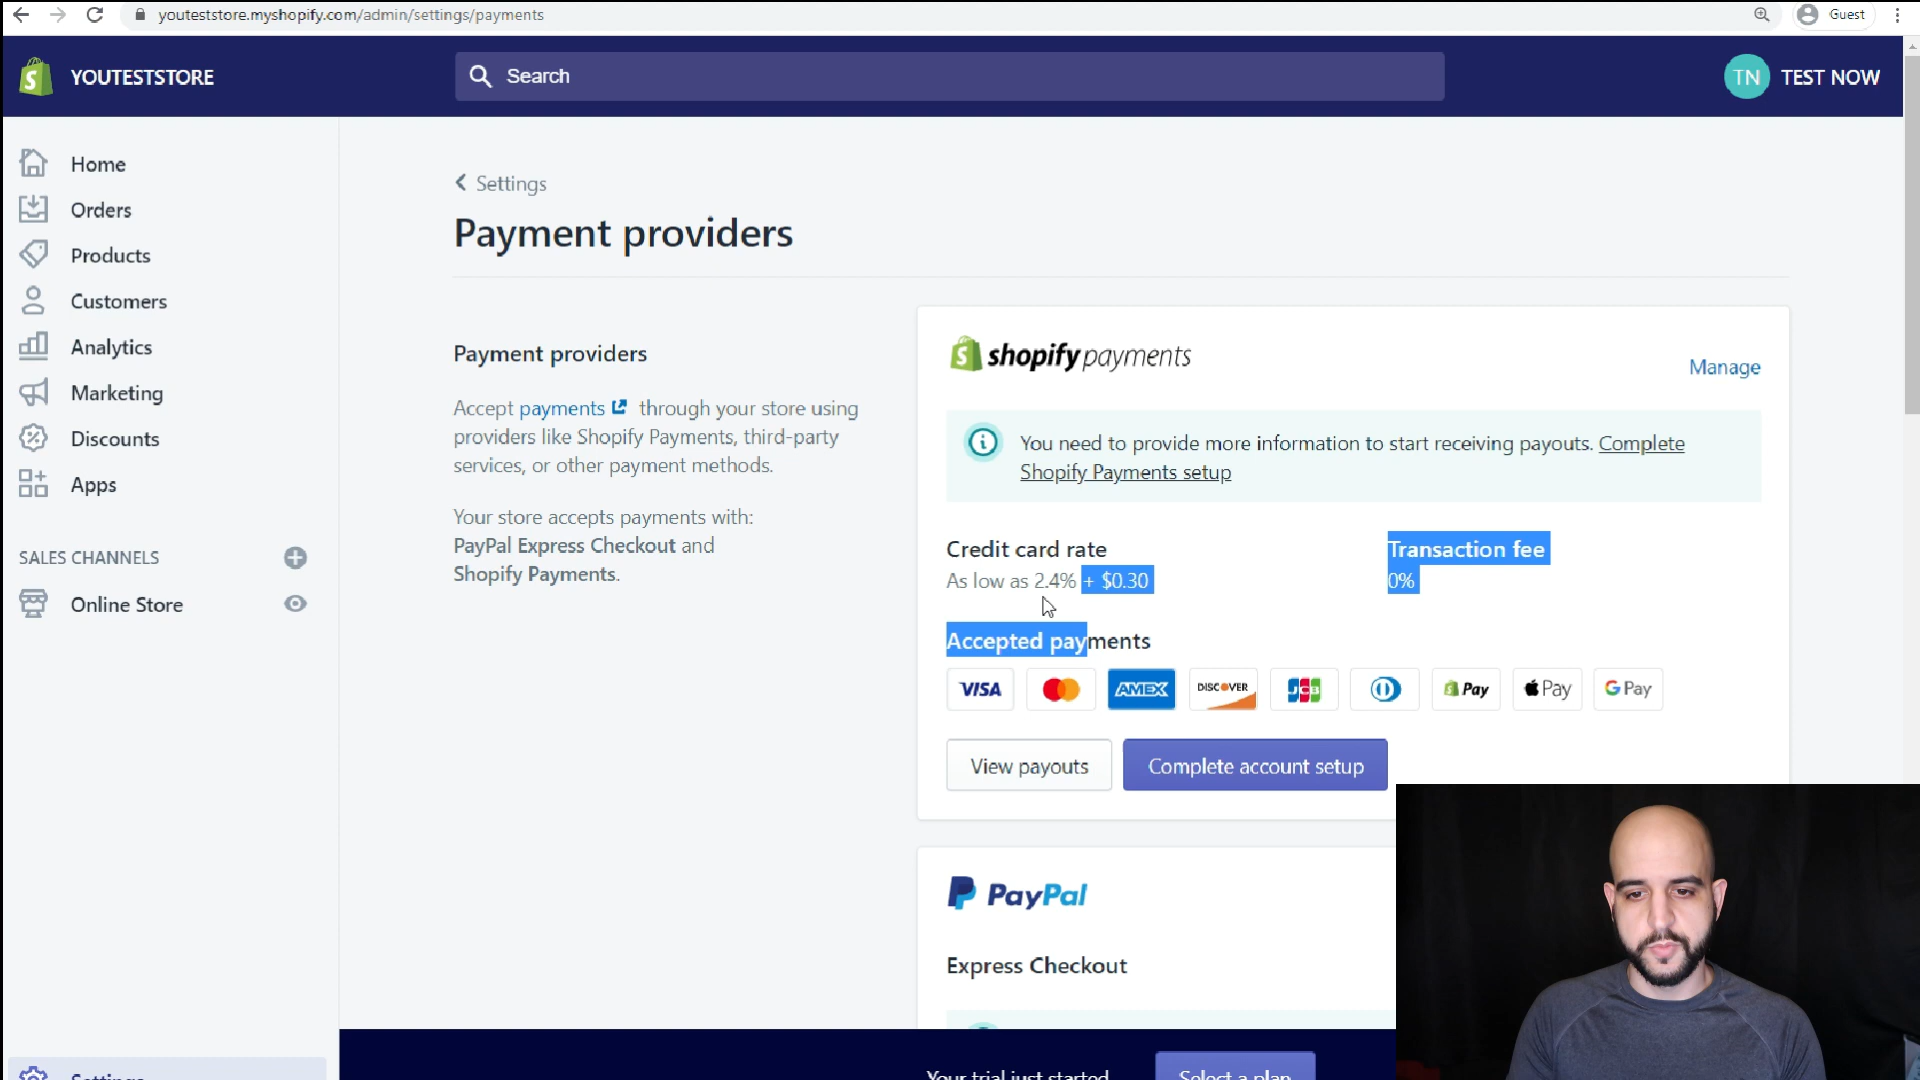 youteststore.myshopify.com/admin/settings/payments
Guest
YOUTESTSTORE
Search
TN
TEST NOW
Home
Orders
Products
Customers
Analytics
Marketing
Discounts
Apps
SALES CHANNELS
Online Store
Settings
Settings
Payment providers
Payment providers
Accept payments through your store using
providers like Shopify Payments, third-party
services, or other payment methods.
Your store accepts payments with:
PayPal Express Checkout and
Shopify Payments.
shopify payments
Manage
You need to provide more information to start receiving payouts. Complete
Shopify Payments setup
Credit card rate
As low as 2.4% + $0.30
Transaction fee
0%
Accepted payments
VISA
AMEX
DISCOVER
JCB
Pay
Pay
G Pay
View payouts
Complete account setup
PayPal
Express Checkout
Your trial just started
Select a plan